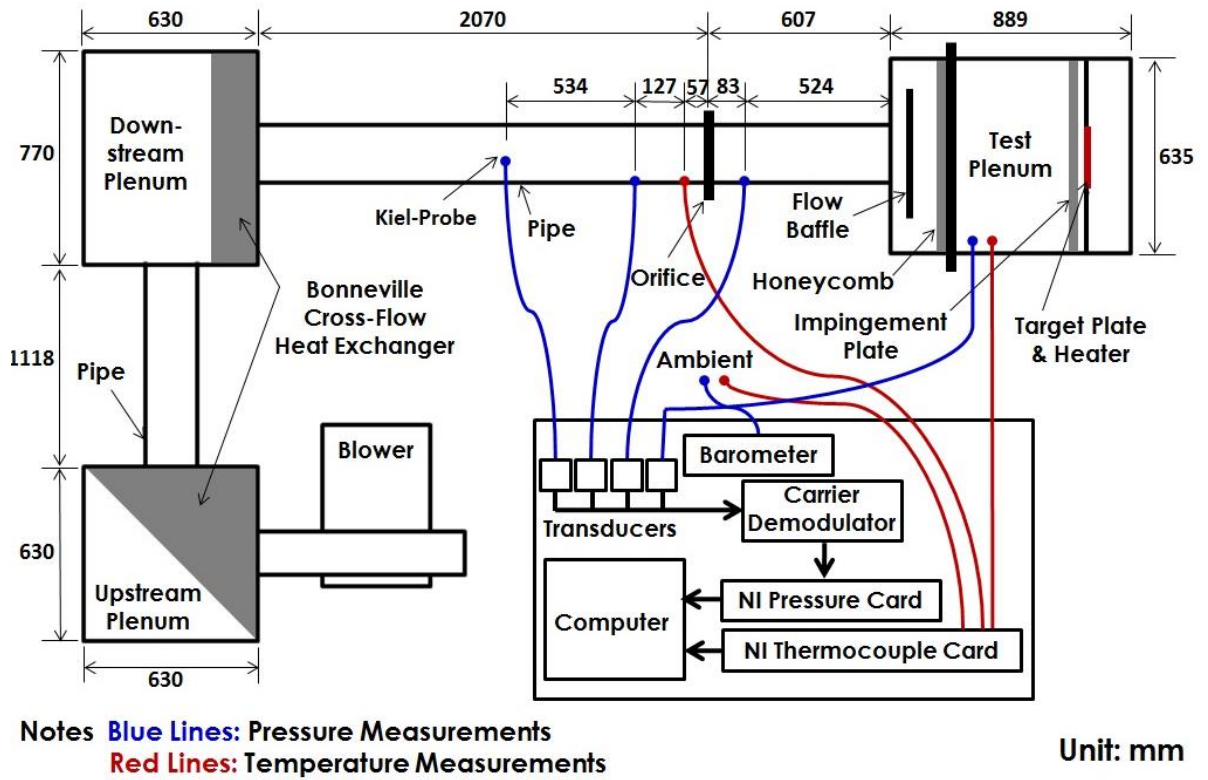 630
2070
607
889
534
127
57
83
524
Down-
stream
Plenum
770
Test
Plenum
635
Kiel-Probe
Pipe
Flow
Baffle
Orifice
Honeycomb
Bonneville
Cross-Flow
Heat Exchanger
Impingement
Plate
Target Plate
& Heater
1118
Pipe
Ambient
Blower
Barometer
Carrier
Demodulator
Transducers
630
Upstream
Plenum
Computer
NI Pressure Card
NI Thermocouple Card
630
Notes Blue Lines: Pressure Measurements
Red Lines: Temperature Measurements
Unit: mm